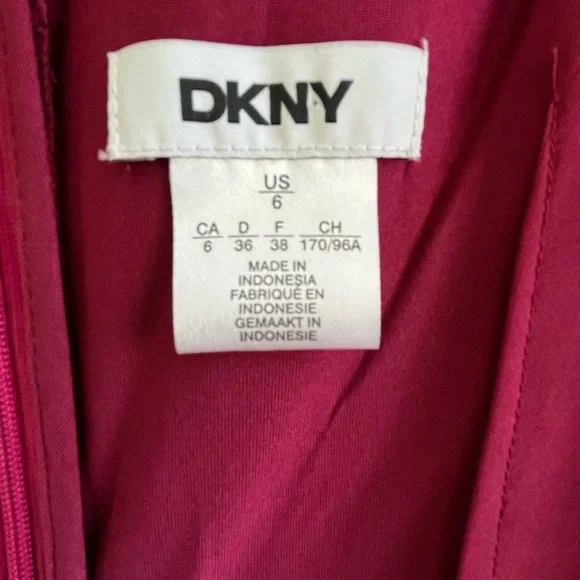 DKNY
US
6
CA D F CH
6 36 38 170/96A
MADE IN
INDONESIA
FABRIQUÉ EN
INDONESIE
GEMAAKT IN
INDONESIE